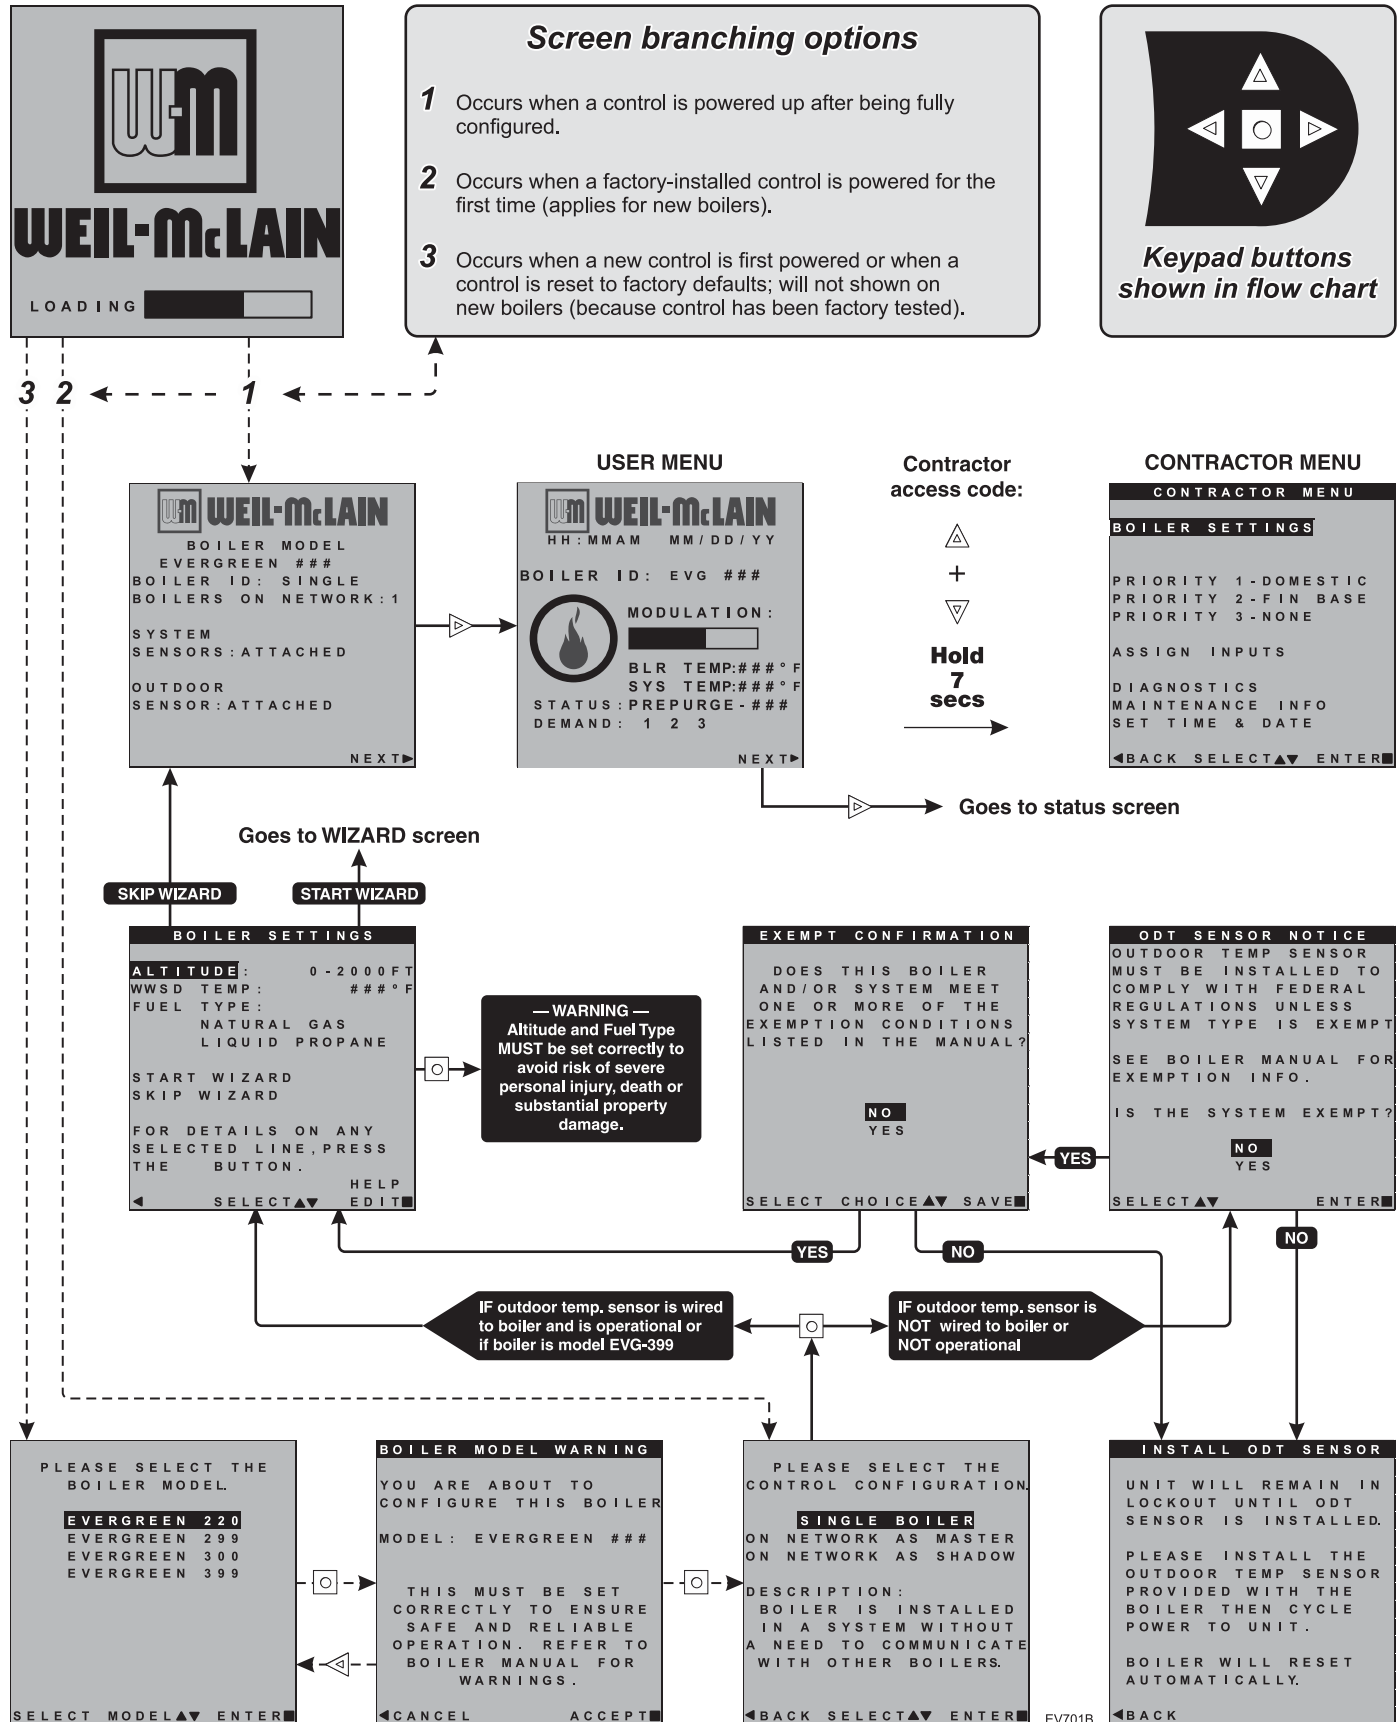 WM
WEIL-McLAIN
LOADING
Screen branching options
1 Occurs when a control is powered up after being fully
configured.
2 Occurs when a factory-installed control is powered for the
first time (applies for new boilers).
3 Occurs when a new control is first powered or when a
control is reset to factory defaults; will not shown on
new boilers (because control has been factory tested).
Keypad buttons
shown in flow chart
3 2 1
WM WEIL-McLAIN
BOILER MODEL
EVERGREEN ###
BOILER ID: SINGLE
BOILERS ON NETWORK:1
SYSTEM
SENSORS:ATTACHED
OUTDOOR
SENSOR:ATTACHED
NEXT▶
USER MENU
WM WEIL-McLAIN
HH:MMAM MM/DD/YY
BOILER ID: EVG ###
MODULATION:
BLR TEMP:###°F
SYS TEMP:###°F
STATUS:PREPURGE-###
DEMAND: 1 2 3
NEXT▶
Contractor
access code:
+
Hold
7
secs
CONTRACTOR MENU
CONTRACTOR MENU
BOILER SETTINGS
PRIORITY 1-DOMESTIC
PRIORITY 2-FIN BASE
PRIORITY 3-NONE
ASSIGN INPUTS
DIAGNOSTICS
MAINTENANCE INFO
SET TIME & DATE
◀BACK SELECT▲▼ ENTER■
Goes to status screen
Goes to WIZARD screen
SKIP WIZARD
START WIZARD
BOILER SETTINGS
ALTITUDE: 0-2000FT
WWSD TEMP: ###°F
FUEL TYPE:
NATURAL GAS
LIQUID PROPANE
START WIZARD
SKIP WIZARD
FOR DETAILS ON ANY
SELECTED LINE,PRESS
THE BUTTON.
HELP
◀ SELECT▲▼ EDIT■
— WARNING —
Altitude and Fuel Type
MUST be set correctly to
avoid risk of severe
personal injury, death or
substantial property
damage.
EXEMPT CONFIRMATION
DOES THIS BOILER
AND/OR SYSTEM MEET
ONE OR MORE OF THE
EXEMPTION CONDITIONS
LISTED IN THE MANUAL?
NO
YES
SELECT CHOICE▲▼ SAVE■
YES
ODT SENSOR NOTICE
OUTDOOR TEMP SENSOR
MUST BE INSTALLED TO
COMPLY WITH FEDERAL
REGULATIONS UNLESS
SYSTEM TYPE IS EXEMPT
SEE BOILER MANUAL FOR
EXEMPTION INFO.
IS THE SYSTEM EXEMPT?
NO
YES
SELECT▲▼ ENTER■
YES
NO
NO
IF outdoor temp. sensor is wired
to boiler and is operational or
if boiler is model EVG-399
IF outdoor temp. sensor is
NOT wired to boiler or
NOT operational
PLEASE SELECT THE
BOILER MODEL.
EVERGREEN 220
EVERGREEN 299
EVERGREEN 300
EVERGREEN 399
SELECT MODEL▲▼ ENTER■
BOILER MODEL WARNING
YOU ARE ABOUT TO
CONFIGURE THIS BOILER
MODEL: EVERGREEN ###
THIS MUST BE SET
CORRECTLY TO ENSURE
SAFE AND RELIABLE
OPERATION. REFER TO
BOILER MANUAL FOR
WARNINGS.
◀CANCEL ACCEPT■
PLEASE SELECT THE
CONTROL CONFIGURATION.
SINGLE BOILER
ON NETWORK AS MASTER
ON NETWORK AS SHADOW
DESCRIPTION:
BOILER IS INSTALLED
IN A SYSTEM WITHOUT
A NEED TO COMMUNICATE
WITH OTHER BOILERS.
◀BACK SELECT▲▼ ENTER■
EV701B
INSTALL ODT SENSOR
UNIT WILL REMAIN IN
LOCKOUT UNTIL ODT
SENSOR IS INSTALLED.
PLEASE INSTALL THE
OUTDOOR TEMP SENSOR
PROVIDED WITH THE
BOILER THEN CYCLE
POWER TO UNIT.
BOILER WILL RESET
AUTOMATICALLY.
◀BACK